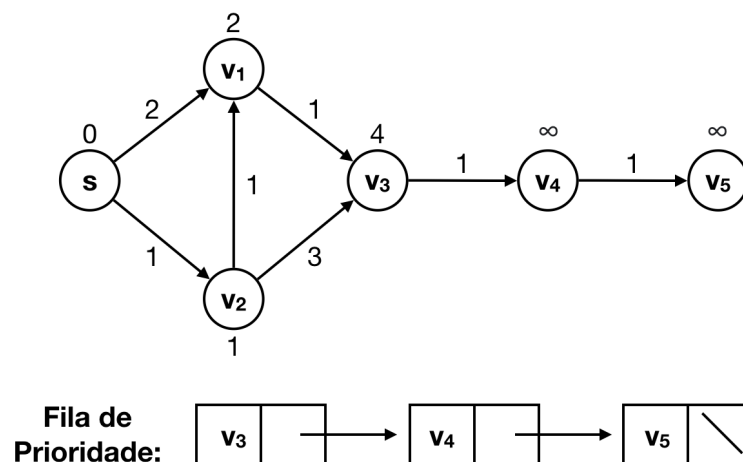 2
v₁
2
1
0
4
∞
∞
s
1
v₃
1
v₄
1
v₅
1
3
v₂
1
Fila de
Prioridade:
v₃
v₄
v₅